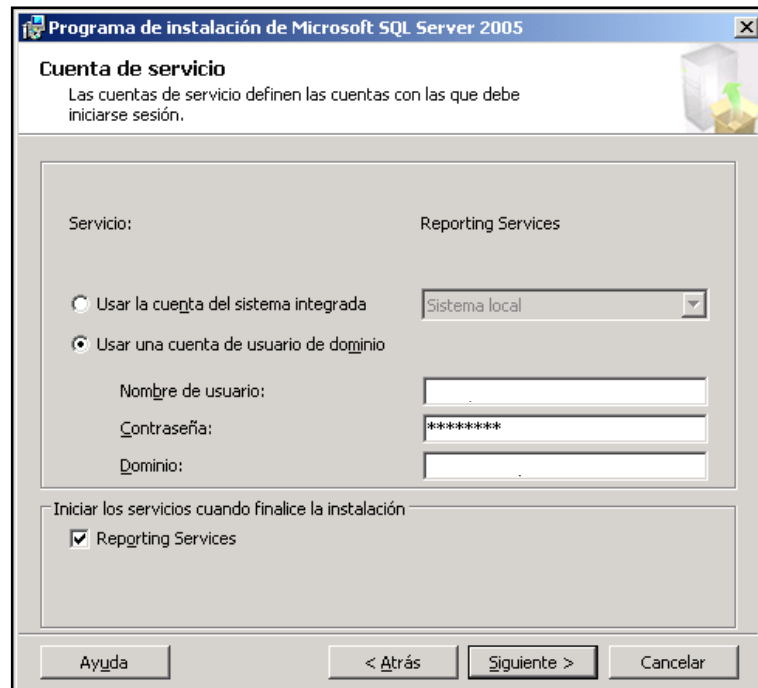 Programa de instalación de Microsoft SQL Server 2005
Cuenta de servicio
Las cuentas de servicio definen las cuentas con las que debe
iniciarse sesión.
Servicio: Reporting Services
Usar la cuenta del sistema integrada Sistema local
Usar una cuenta de usuario de dominio
Nombre de usuario:
Contraseña: ********
Dominio:
Iniciar los servicios cuando finalice la instalación
Reporting Services
Ayuda < Atrás Siguiente > Cancelar